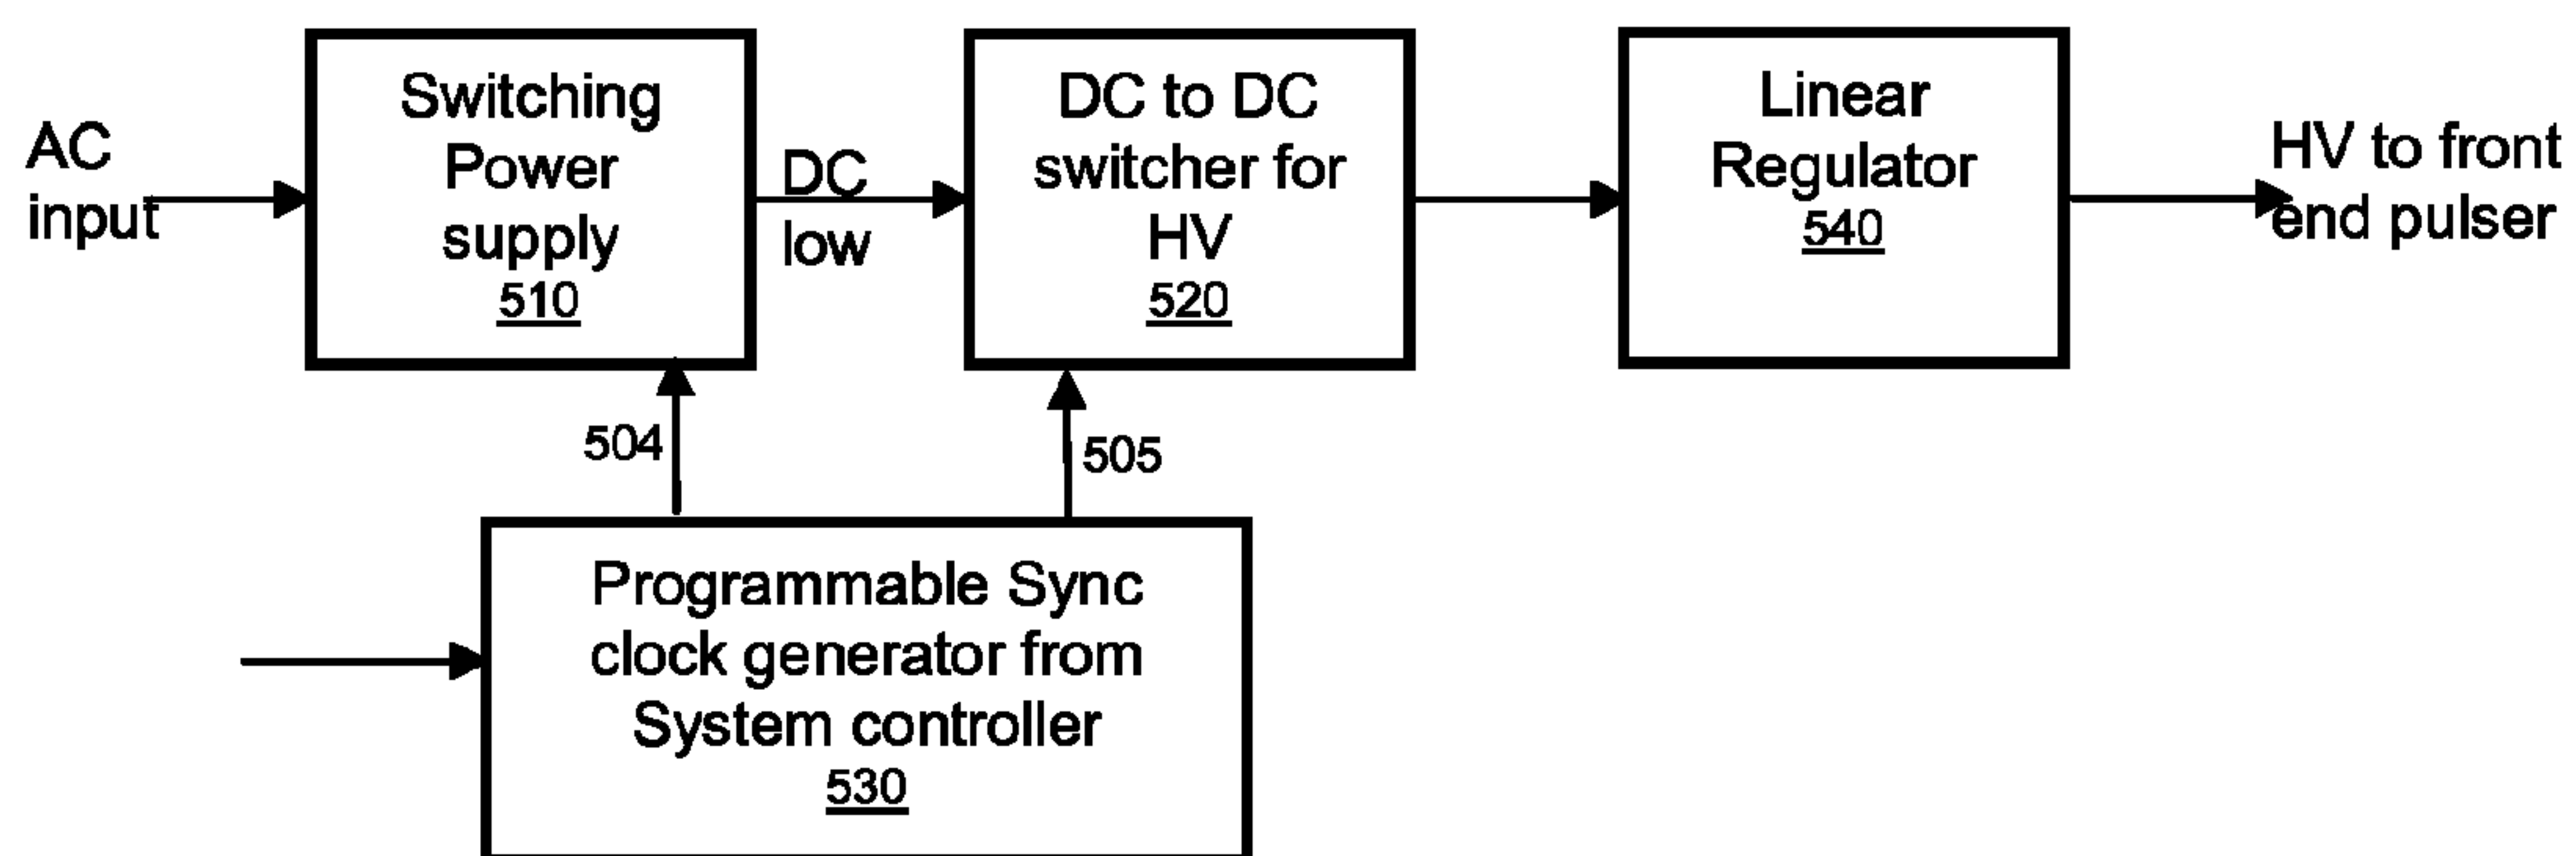 AC
input
Switching
Power
supply
510
DC
low
DC to DC
switcher for
HV
520
Linear
Regulator
540
HV to front
end pulser
504
505
Programmable Sync
clock generator from
System controller
530